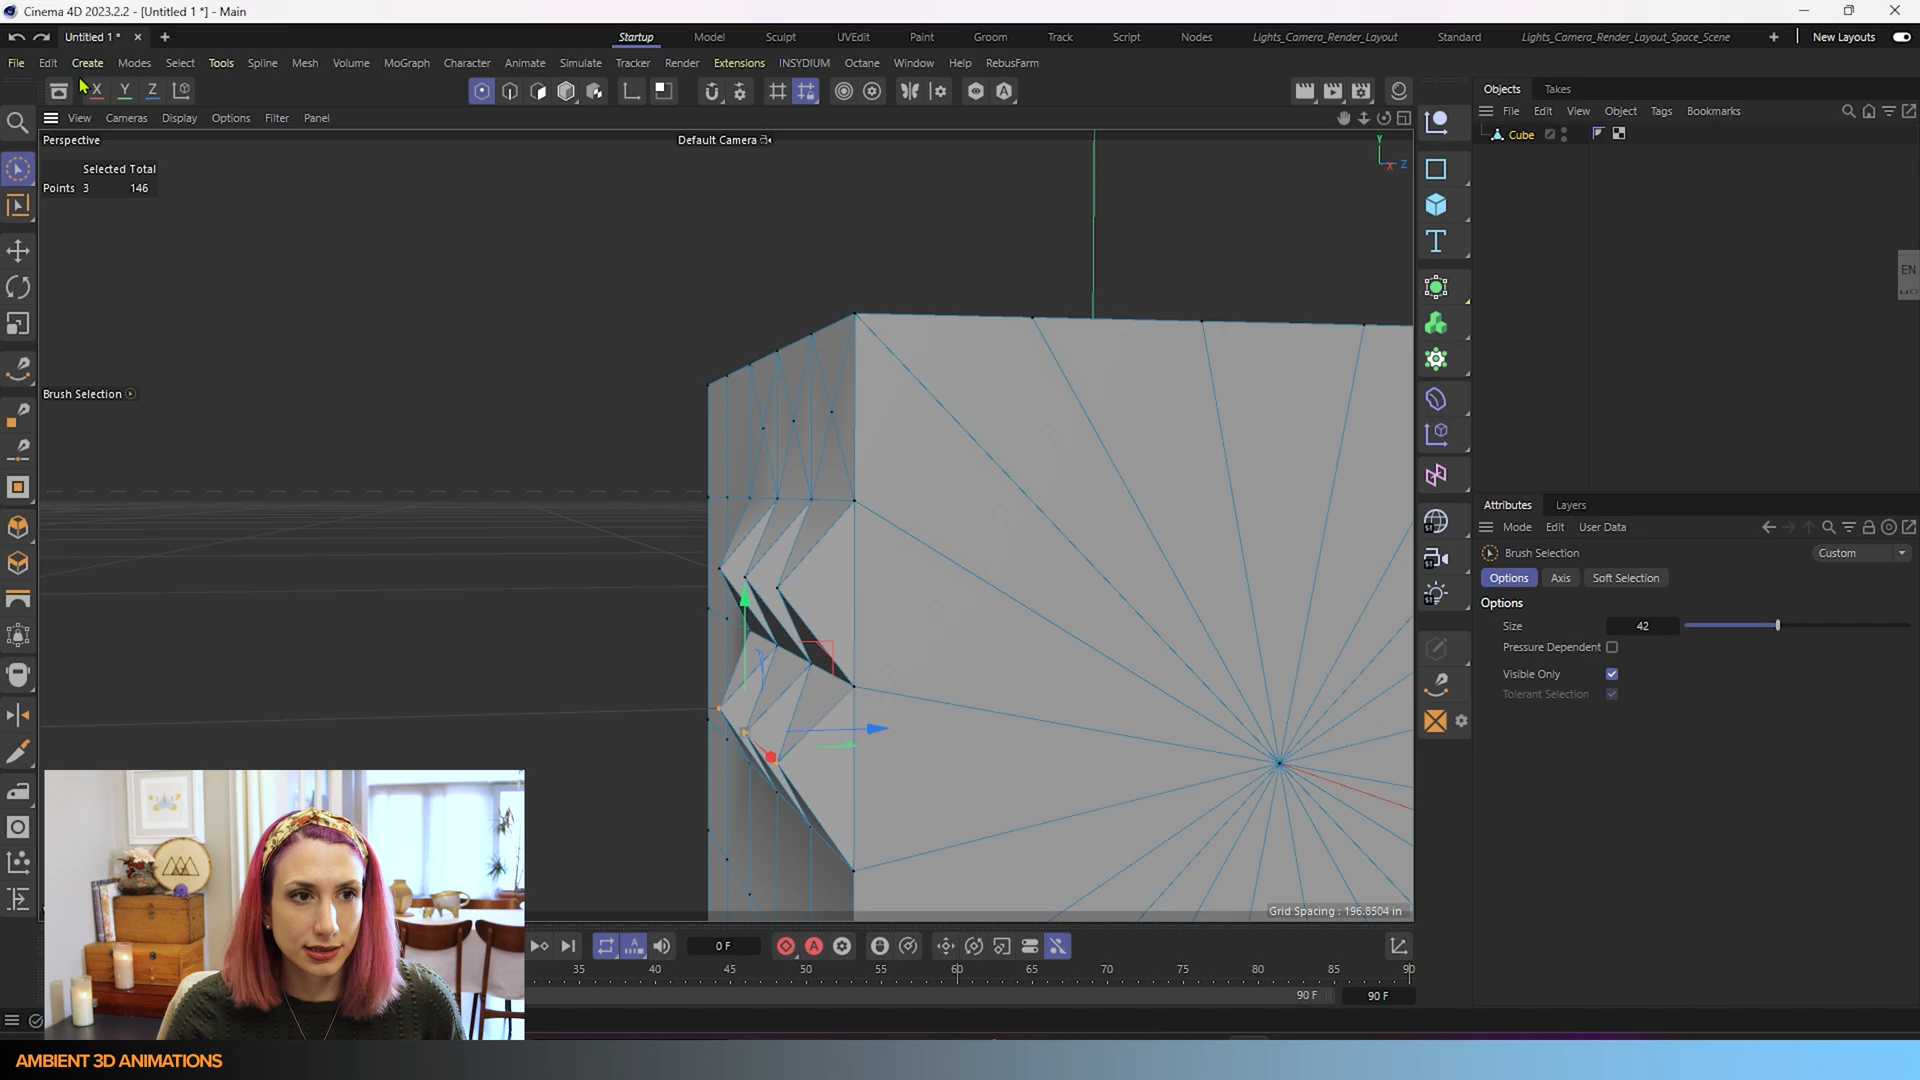 Cinema 4D 2023.2.2 - [Untitled 1 *] - Main
Untitled 1 *
Startup Model Sculpt UVEdit Paint Groom Track Script Nodes Lights_Camera_Render_Layout Standard Lights_Camera_Render_Layout_Space_Scene New Layouts
File Edit Create Modes Select Tools Spline Mesh Volume MoGraph Character Animate Simulate Tracker Render Extensions INSYDIUM Octane Window Help RebusFarm
X Y Z
View Cameras Display Options Filter Panel
Perspective
Default Camera
Selected Total
Points 3 146
Brush Selection
Y
X Z
Grid Spacing : 196.8504 in
Objects Takes
File Edit View Object Tags Bookmarks
Cube
EN
Attributes Layers
Mode Edit User Data
Brush Selection Custom
Options Axis Soft Selection
Options
Size 42
Pressure Dependent
Visible Only
Tolerant Selection
0 F
35 40 45 50 55 60 65 70 75 80 85 90
90 F 90 F
AMBIENT 3D ANIMATIONS